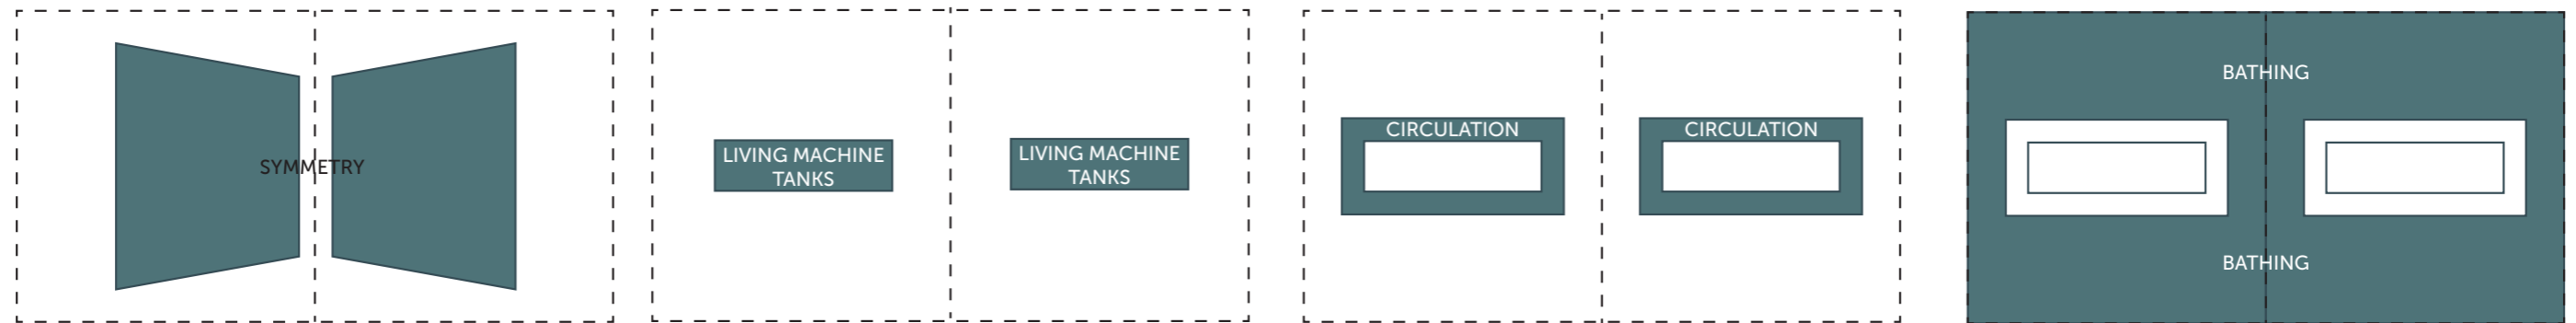 SYMMETRY
LIVING MACHINE
TANKS
LIVING MACHINE
TANKS
CIRCULATION
CIRCULATION
BATHING
BATHING